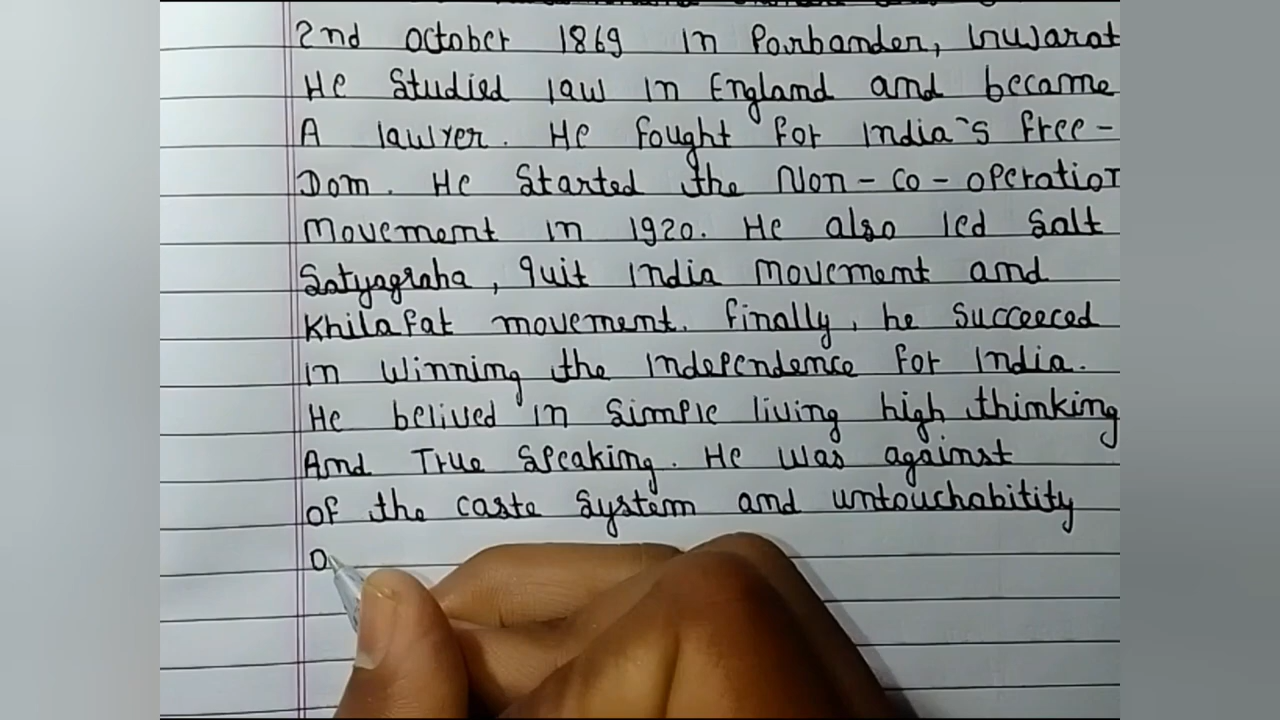 2nd october 1869 in Porbander, Gujarat
He studied law in England and became
A lawyer. He fought for India's free-
Dom. He started the Non-co-operation
movement in 1920. He also led salt
Satyagraha, quit India movement and
Khilafat movement. finally, he succeeced
in winning the independence for India.
He belived in simple living high thinking
And True speaking. He was against
of the caste system and untouchabitity